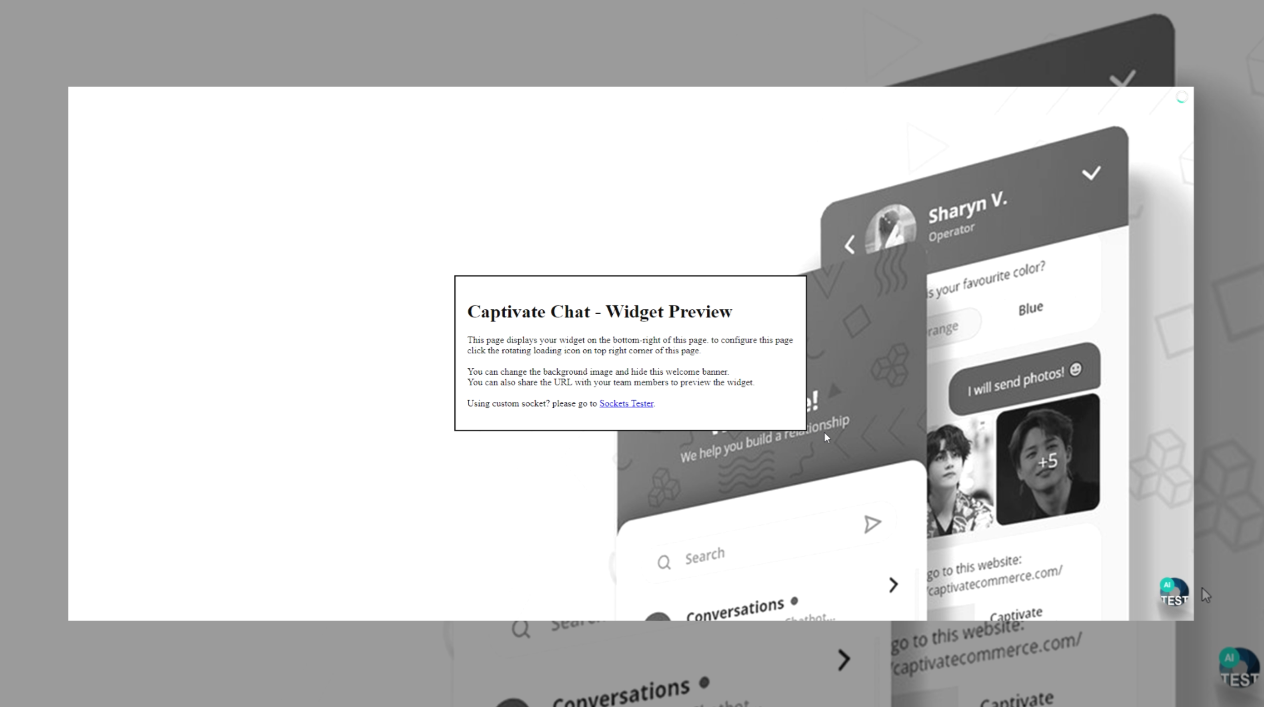 Sharyn V.
Operator
is your favourite color?
range
Blue
I will send photos!
+5
Captivate Chat - Widget Preview
This page displays your widget on the bottom-right of this page. to configure this page
click the rotating loading icon on top right corner of this page
You can change the background image and hide this welcome banner.
You can also share the URL with your team members to preview the widget.
Using custom socket? please go to Sockets Tester.
e!
We help you build a relationship
Search
Conversations
Chatbot...
go to this website:
/captivatecommerce.com/
Captivate
AI
TEST
Search
Conversations
go to this website:
/captivatecommerce.com/
Captivate
AI
TEST